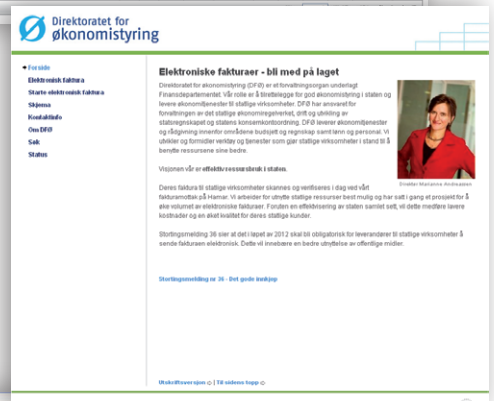 Direktoratet for
økonomistyring
Forside
Elektronisk faktura
Starte elektronisk faktura
Skjema
Kontaktinfo
Om DFØ
Søk
Status
Elektroniske fakturaer - bli med på laget
Direktoratet for økonomistyring (DFØ) er et forvaltningsorgan underlagt
Finansdepartementet. Vår rolle er å tilrettelegge for god økonomistyring i staten og
levere økonomitjenester til statlige virksomheter. DFØ har ansvaret for
forvaltningen av det statlige økonomiregelverket, drift og utvikling av
statsregnskapet og statens konsernkontoordning. DFØ leverer økonomitjenester
og rådgivning innenfor områdene budsjett og regnskap samt lønn og personal. Vi
utvikler og formidler verktøy og tjenester som gjør statlige virksomheter i stand til å
benytte ressursene sine bedre.
Direktør Marianne Andreassen
Visjonen vår er effektiv ressursbruk i staten.
Deres faktura til statlige virksomheter skannes og verifiseres i dag ved vårt
fakturamottak på Hamar. Vi arbeider for utnytte statlige ressurser best mulig og har satt i gang et prosjekt for å
øke volumet av elektroniske fakturaer. Foruten en effektivisering av staten samlet sett, vil dette medføre lavere
kostnader og en økt kvalitet for deres statlige kunder.
Stortingsmelding 36 sier at det i løpet av 2012 skal bli obligatorisk for leverandører til statlige virksomheter å
sende fakturaen elektronisk. Dette vil innebære en bedre utnyttelse av offentlige midler.
Stortingsmelding nr 36 - Det gode innkjøp
Utskriftsversjon | Til sidens topp